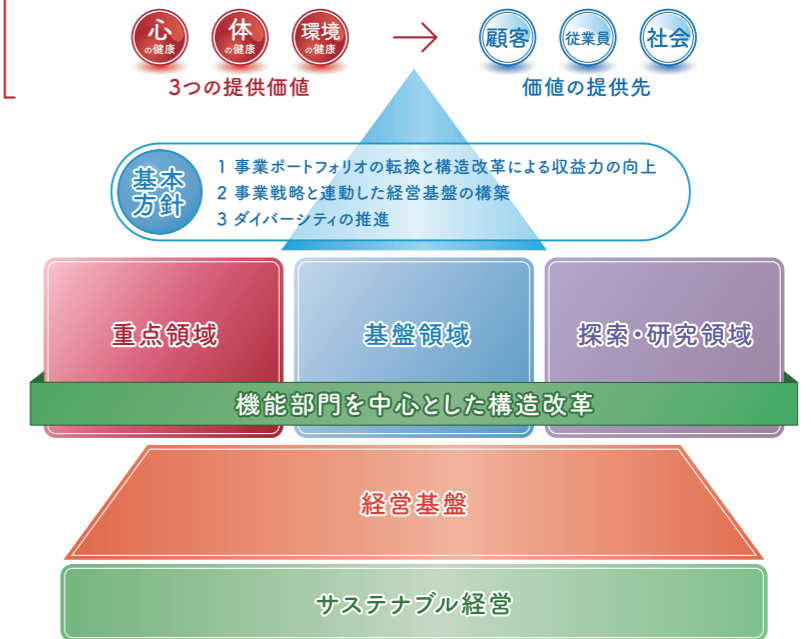 心
の健康
体
の健康
環境
の健康
顧客
従業員
社会
3つの提供価値
価値の提供先
基本
方針
1 事業ポートフォリオの転換と構造改革による収益力の向上
2 事業戦略と連動した経営基盤の構築
3 ダイバーシティの推進
重点領域
基盤領域
探索・研究領域
機能部門を中心とした構造改革
経営基盤
サステナブル経営